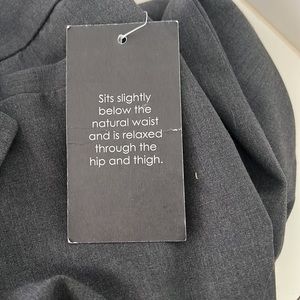 Sits slightly
below the
natural waist
and is relaxed
through the
hip and thigh.